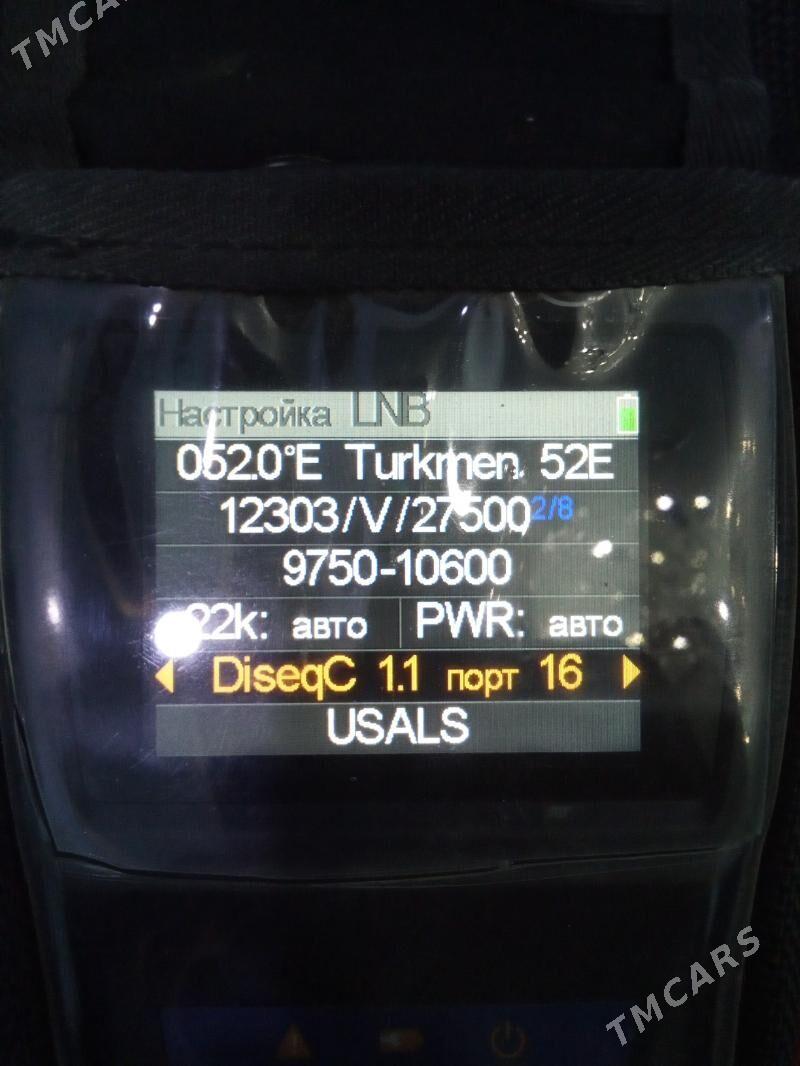 TMCARS
Настройка LNB
052.0°E Turkmen 52E
12303/V/27500 2/8
9750-10600
22k: авто PWR: авто
DiseqC 1.1 порт 16
USALS
TMCARS